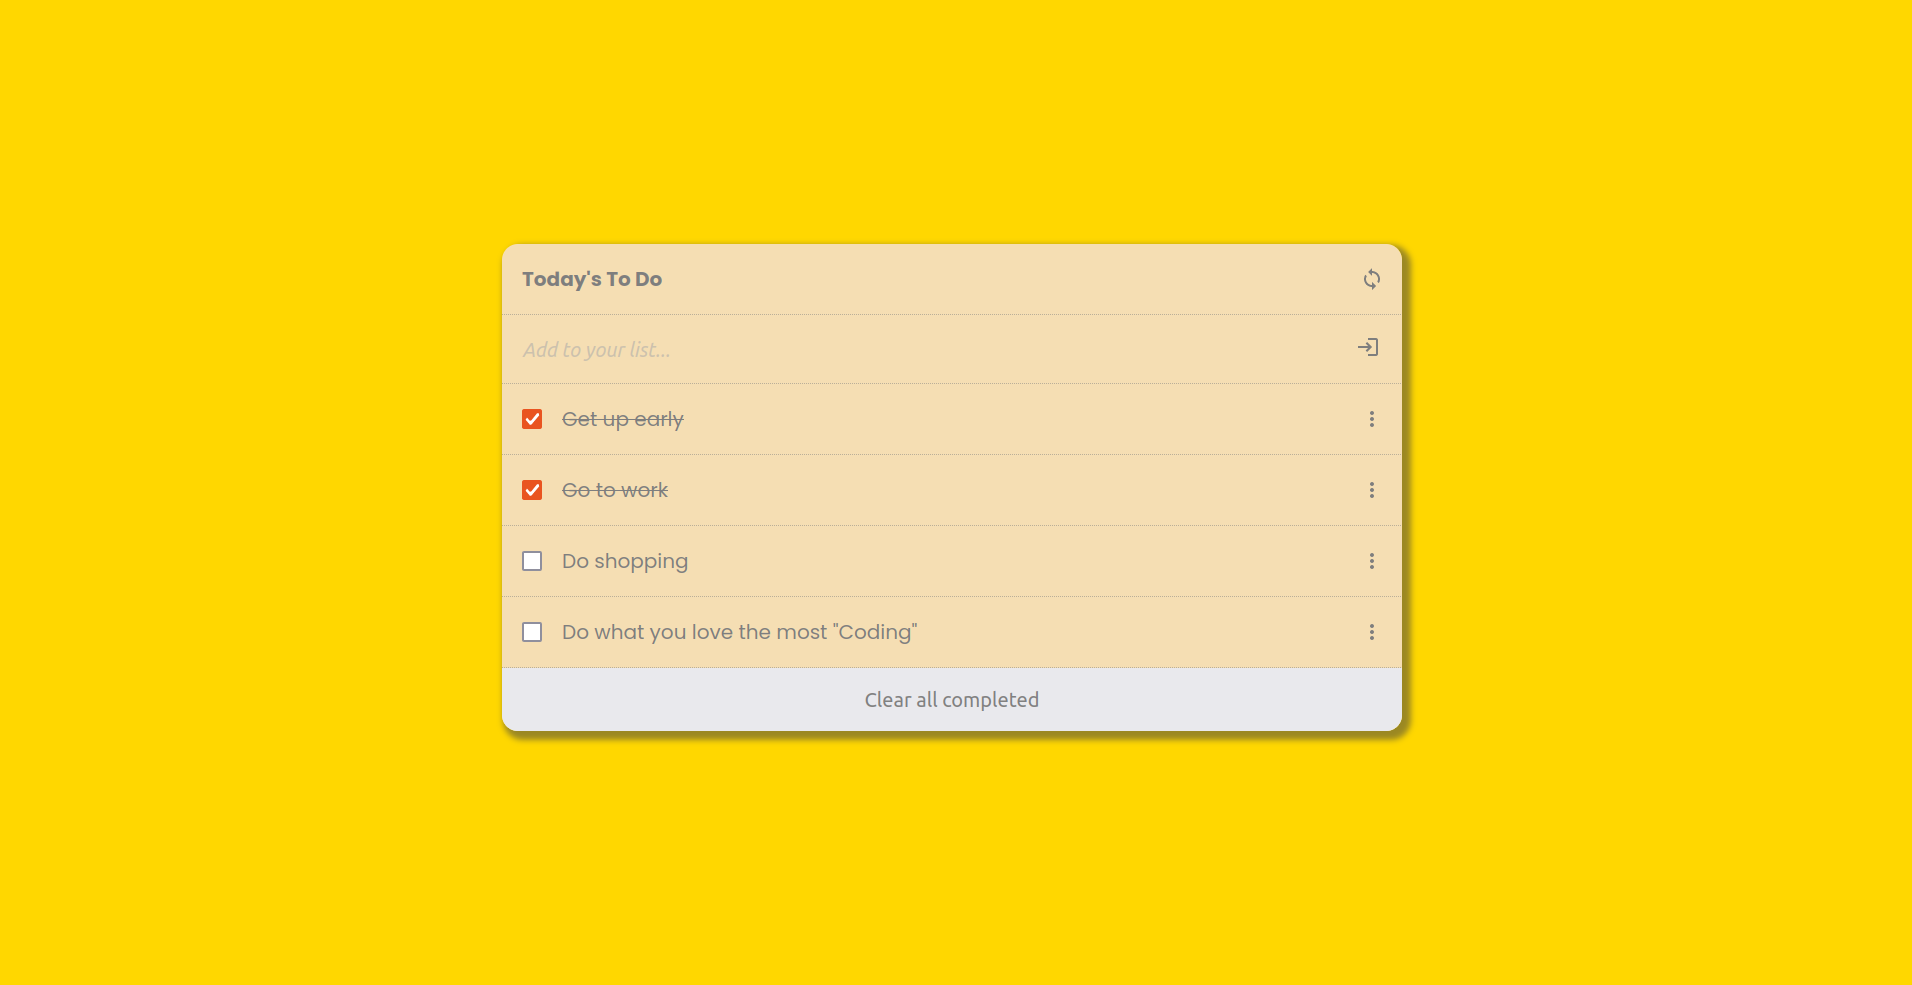 Today's To Do
Add to your list...
Get up early
Go to work
Do shopping
Do what you love the most "Coding"
Clear all completed